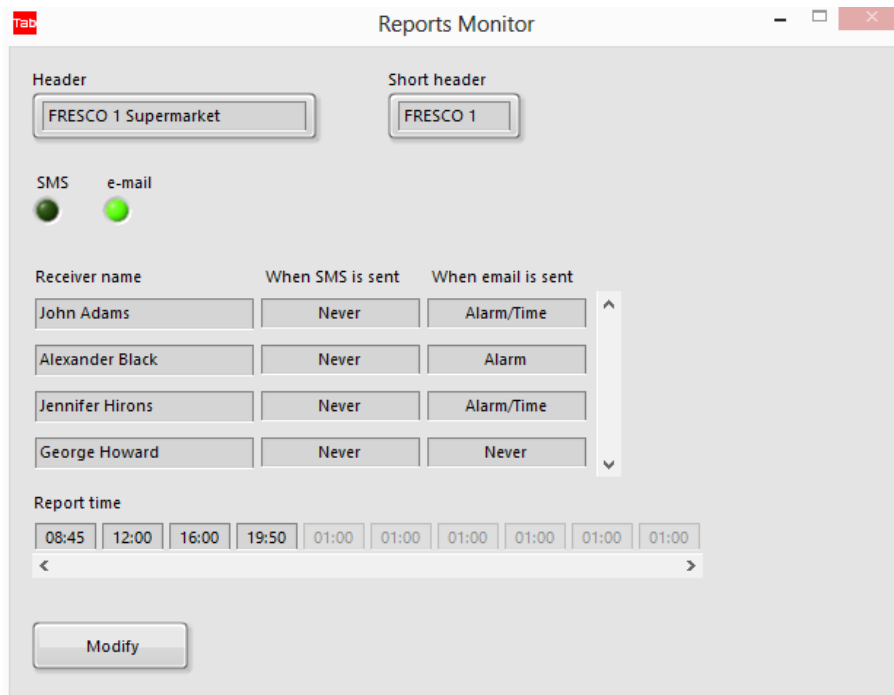 Tab Reports Monitor
Header Short header
FRESCO 1 Supermarket FRESCO 1
SMS e-mail
Receiver name When SMS is sent When email is sent
John Adams Never Alarm/Time
Alexander Black Never Alarm
Jennifer Hirons Never Alarm/Time
George Howard Never Never
Report time
08:45 12:00 16:00 19:50 01:00 01:00 01:00 01:00 01:00 01:00
Modify